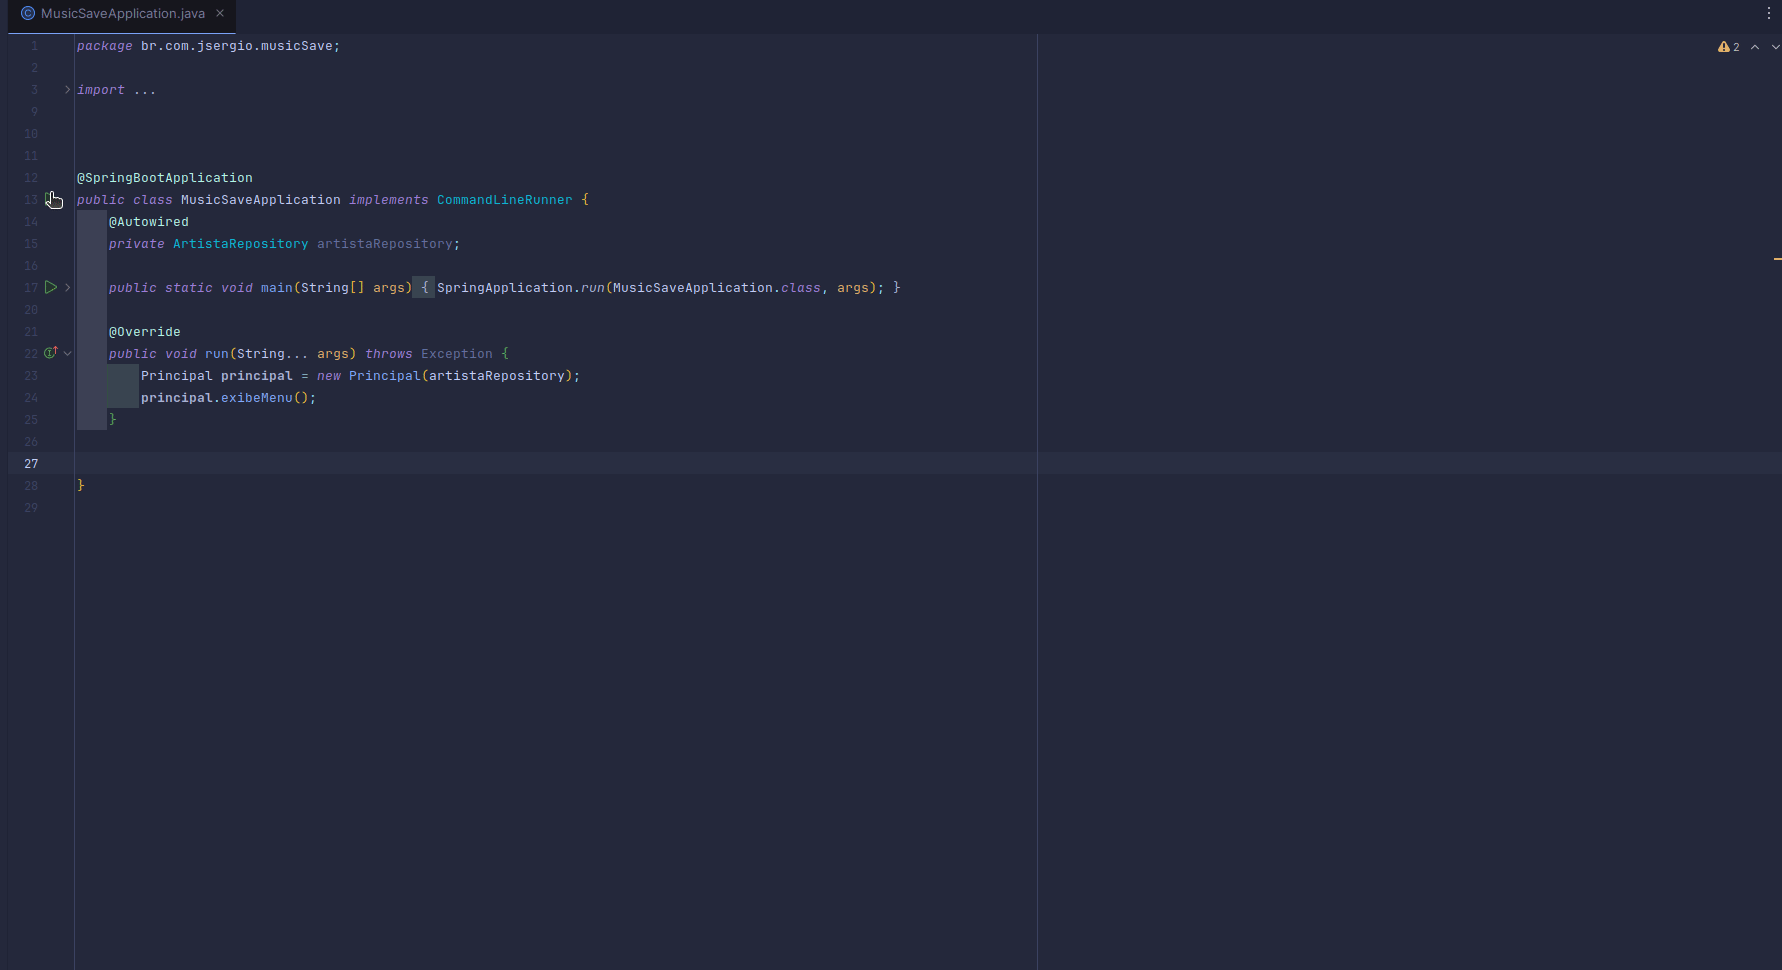 MusicSaveApplication.java
1 package br.com.jsergio.musicSave;
2
3 import ...
9
10
11
12 @SpringBootApplication
13 public class MusicSaveApplication implements CommandLineRunner {
14 @Autowired
15 private ArtistaRepository artistaRepository;
16
17 public static void main(String[] args) { SpringApplication.run(MusicSaveApplication.class, args); }
20
21 @Override
22 public void run(String... args) throws Exception {
23 Principal principal = new Principal(artistaRepository);
24 principal.exibeMenu();
25 }
26
27
28 }
29
2